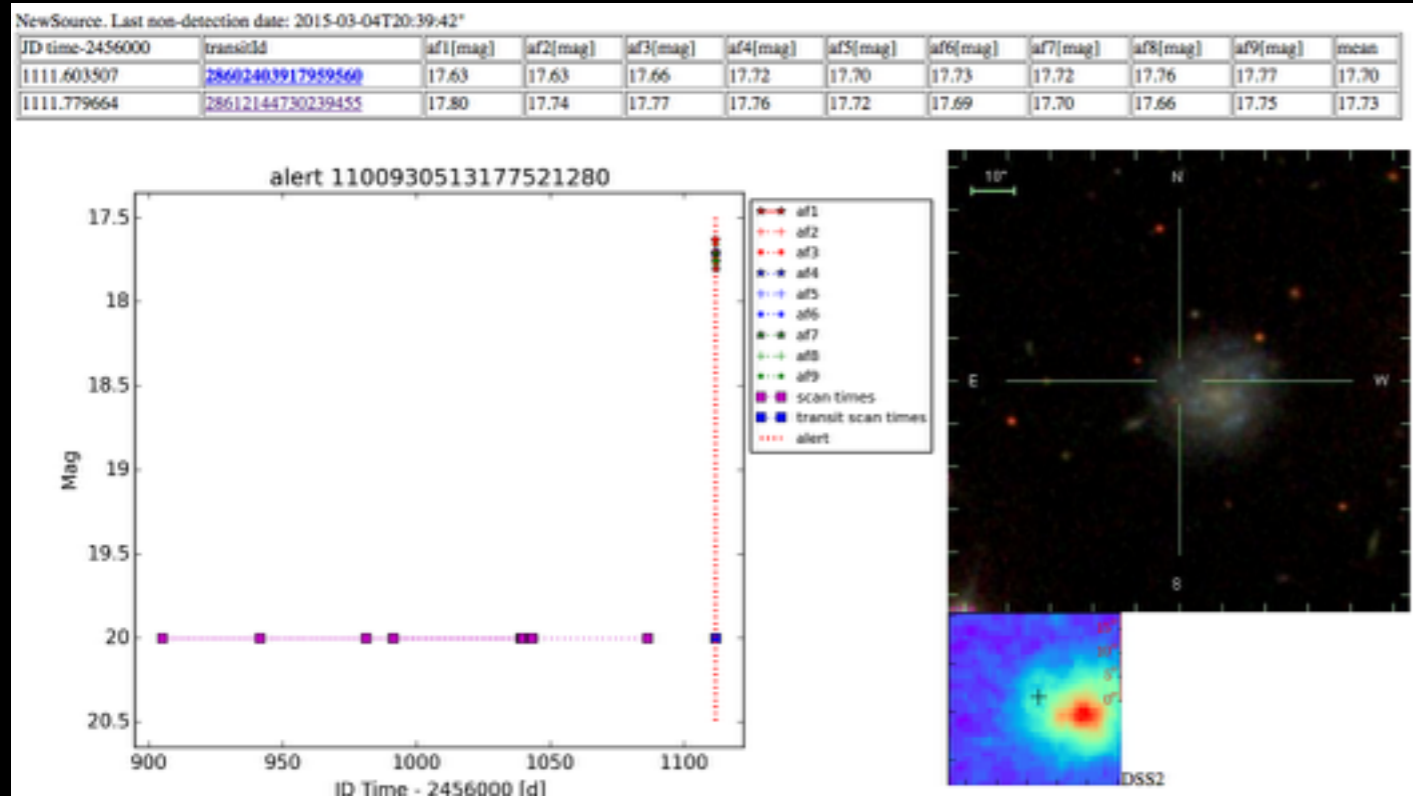 NewSource. Last non-detection date: 2015-03-04T20:39:42"
JD time-2456000 transitId af1[mag] af2[mag] af3[mag] af4[mag] af5[mag] af6[mag] af7[mag] af8[mag] af9[mag] mean
1111.603507 28602403917959560 17.63 17.63 17.66 17.72 17.70 17.73 17.72 17.76 17.77 17.70
1111.779664 28612144730239455 17.80 17.74 17.77 17.76 17.72 17.69 17.70 17.66 17.75 17.73
alert 1100930513177521280
17.5
18
18.5
19
19.5
20
20.5
Mag
900 950 1000 1050 1100
JD Time - 2456000 [d]
af1
af2
af3
af4
af5
af6
af7
af8
af9
scan times
transit scan times
alert
10"
N
E
W
S
10"
5"
0"
DSS2